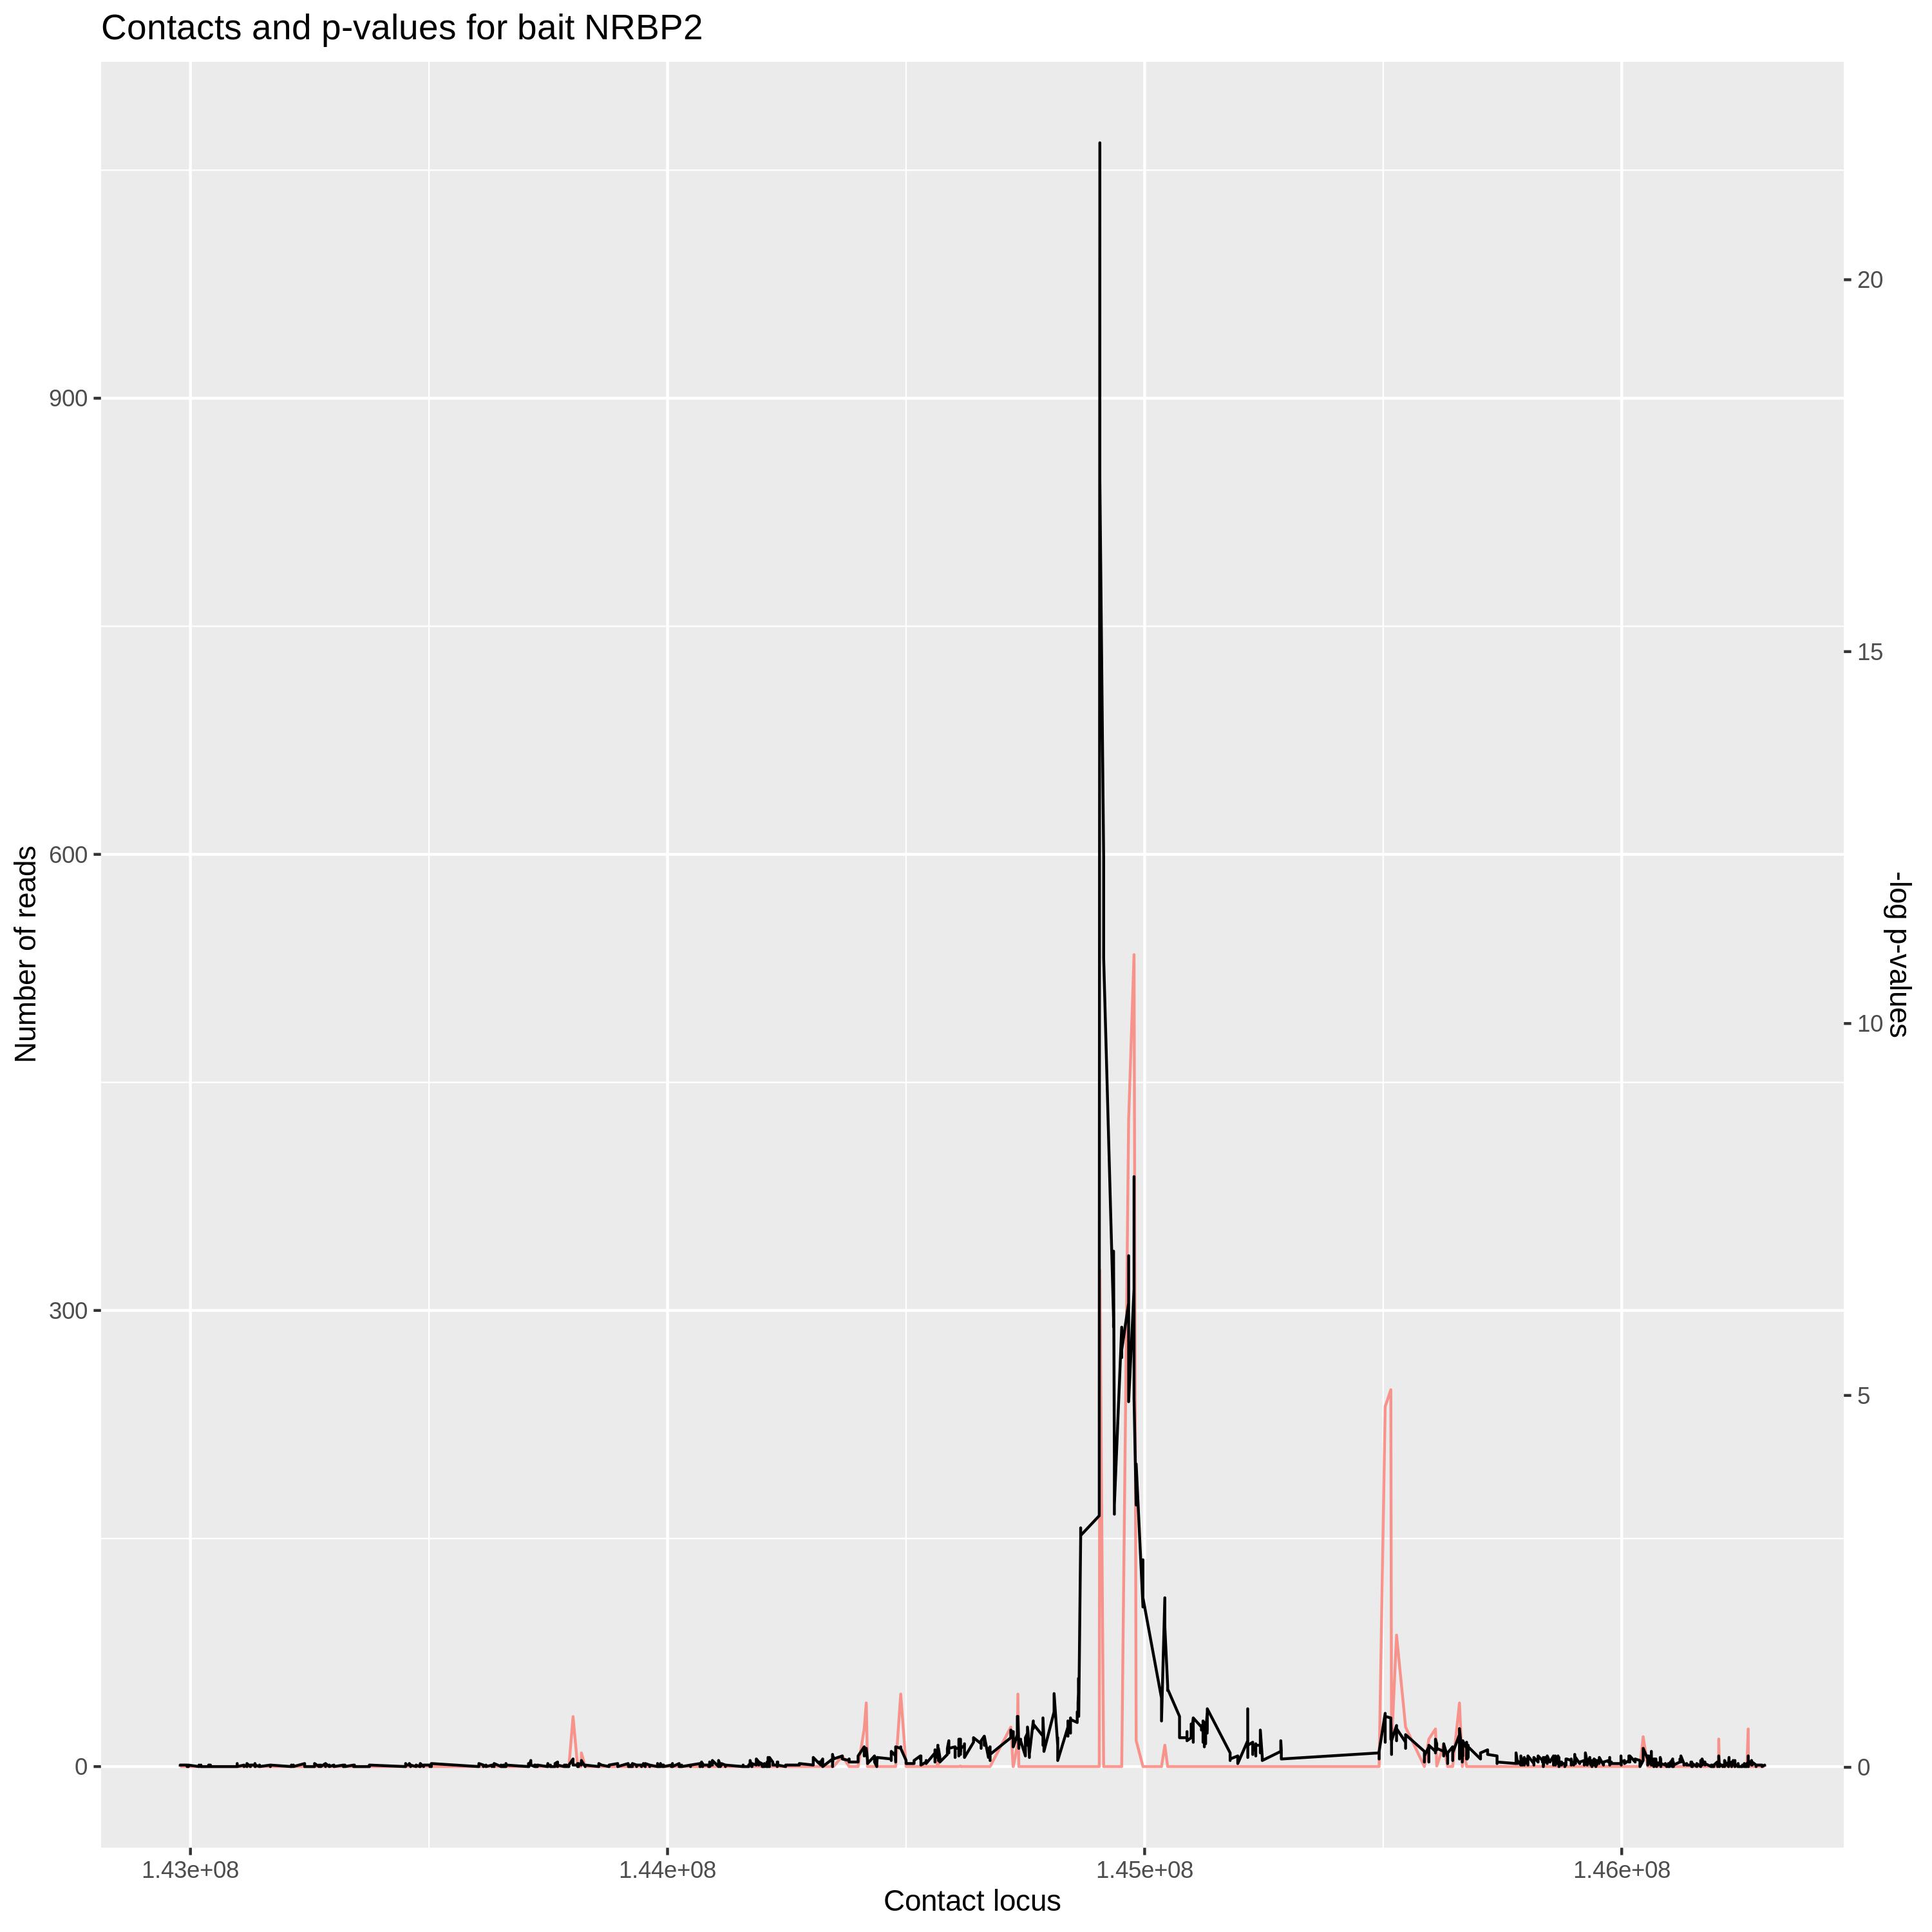 Contacts and p-values for bait NRBP2
Number of reads
900
600
300
0
20
15
10
5
0
-log p-values
1.43e+08
1.44e+08
1.45e+08
1.46e+08
Contact locus